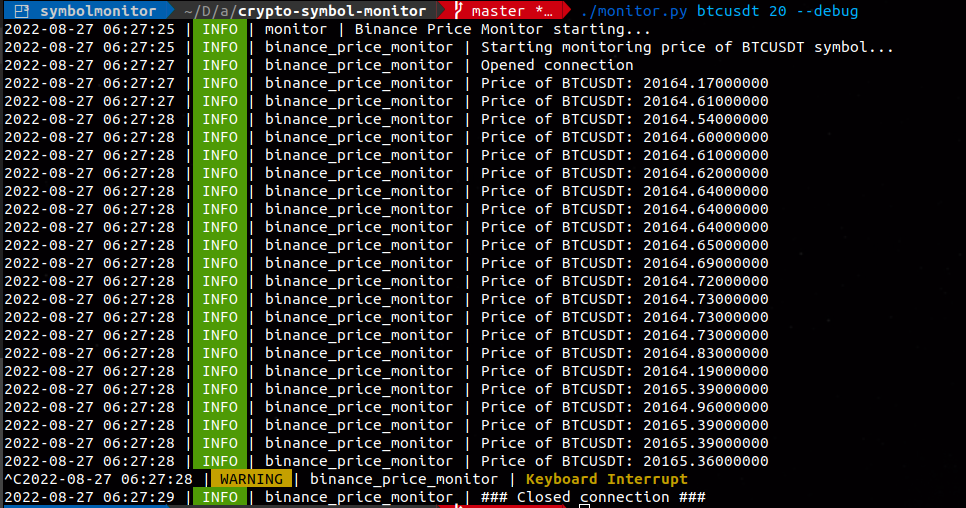 symbolmonitor ~/D/a/crypto-symbol-monitor master *… ./monitor.py btcusdt 20 --debug
2022-08-27 06:27:25 | INFO | monitor | Binance Price Monitor starting...
2022-08-27 06:27:25 | INFO | binance_price_monitor | Starting monitoring price of BTCUSDT symbol...
2022-08-27 06:27:27 | INFO | binance_price_monitor | Opened connection
2022-08-27 06:27:27 | INFO | binance_price_monitor | Price of BTCUSDT: 20164.17000000
2022-08-27 06:27:27 | INFO | binance_price_monitor | Price of BTCUSDT: 20164.61000000
2022-08-27 06:27:28 | INFO | binance_price_monitor | Price of BTCUSDT: 20164.54000000
2022-08-27 06:27:28 | INFO | binance_price_monitor | Price of BTCUSDT: 20164.60000000
2022-08-27 06:27:28 | INFO | binance_price_monitor | Price of BTCUSDT: 20164.61000000
2022-08-27 06:27:28 | INFO | binance_price_monitor | Price of BTCUSDT: 20164.62000000
2022-08-27 06:27:28 | INFO | binance_price_monitor | Price of BTCUSDT: 20164.64000000
2022-08-27 06:27:28 | INFO | binance_price_monitor | Price of BTCUSDT: 20164.64000000
2022-08-27 06:27:28 | INFO | binance_price_monitor | Price of BTCUSDT: 20164.64000000
2022-08-27 06:27:28 | INFO | binance_price_monitor | Price of BTCUSDT: 20164.65000000
2022-08-27 06:27:28 | INFO | binance_price_monitor | Price of BTCUSDT: 20164.69000000
2022-08-27 06:27:28 | INFO | binance_price_monitor | Price of BTCUSDT: 20164.72000000
2022-08-27 06:27:28 | INFO | binance_price_monitor | Price of BTCUSDT: 20164.73000000
2022-08-27 06:27:28 | INFO | binance_price_monitor | Price of BTCUSDT: 20164.73000000
2022-08-27 06:27:28 | INFO | binance_price_monitor | Price of BTCUSDT: 20164.73000000
2022-08-27 06:27:28 | INFO | binance_price_monitor | Price of BTCUSDT: 20164.83000000
2022-08-27 06:27:28 | INFO | binance_price_monitor | Price of BTCUSDT: 20164.19000000
2022-08-27 06:27:28 | INFO | binance_price_monitor | Price of BTCUSDT: 20165.39000000
2022-08-27 06:27:28 | INFO | binance_price_monitor | Price of BTCUSDT: 20164.96000000
2022-08-27 06:27:28 | INFO | binance_price_monitor | Price of BTCUSDT: 20165.39000000
2022-08-27 06:27:28 | INFO | binance_price_monitor | Price of BTCUSDT: 20165.39000000
2022-08-27 06:27:28 | INFO | binance_price_monitor | Price of BTCUSDT: 20165.36000000
^C2022-08-27 06:27:28 | WARNING | binance_price_monitor | Keyboard Interrupt
2022-08-27 06:27:29 | INFO | binance_price_monitor | ### Closed connection ###